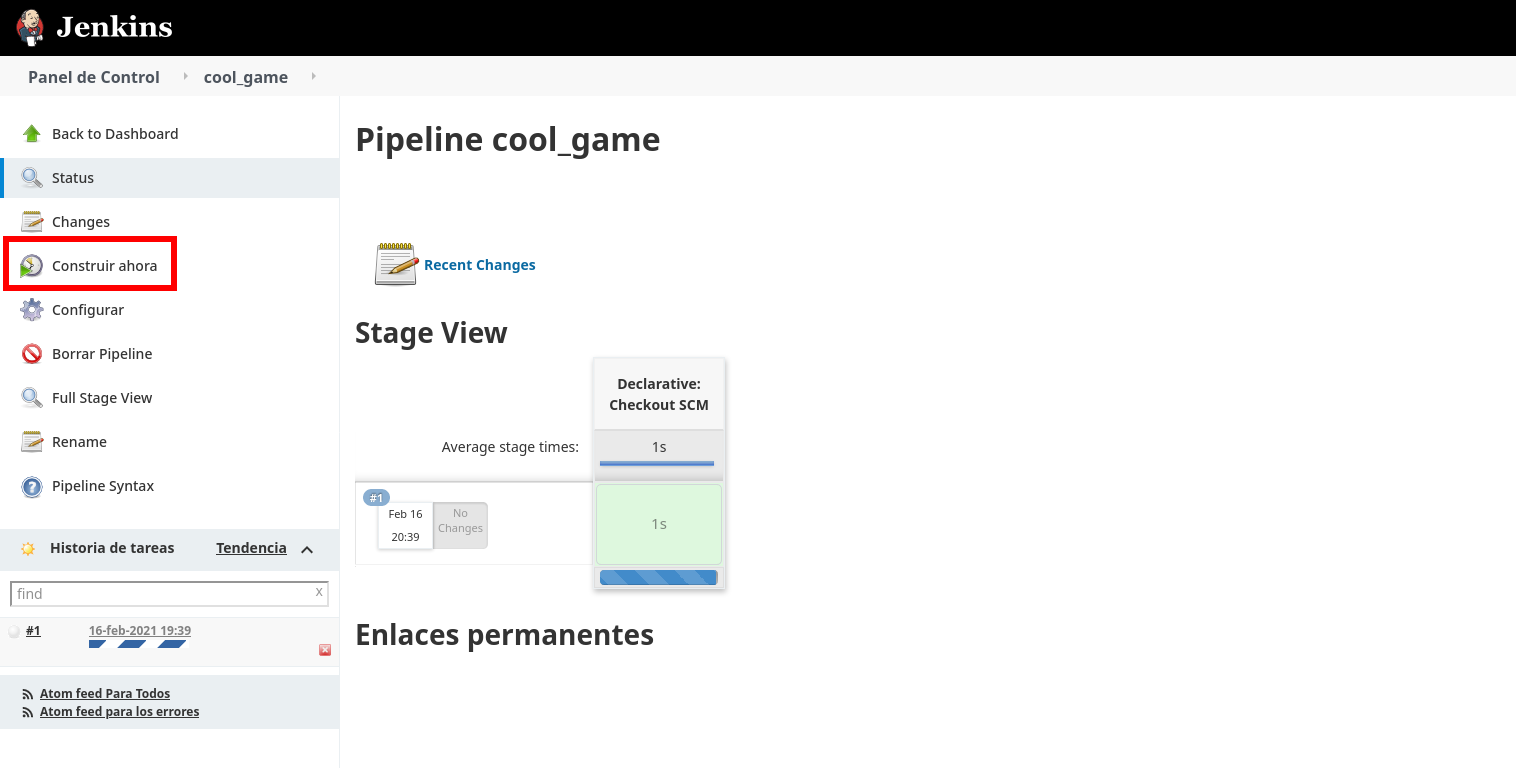 Jenkins
Panel de Control
cool_game
Back to Dashboard
Status
Changes
Construir ahora
Configurar
Borrar Pipeline
Full Stage View
Rename
Pipeline Syntax
Historia de tareas
Tendencia
find
X
#1
16-feb-2021 19:39
Atom feed Para Todos
Atom feed para los errores
Pipeline cool_game
Recent Changes
Stage View
Declarative:
Checkout SCM
Average stage times:
1s
#1
Feb 16
20:39
No
Changes
1s
Enlaces permanentes